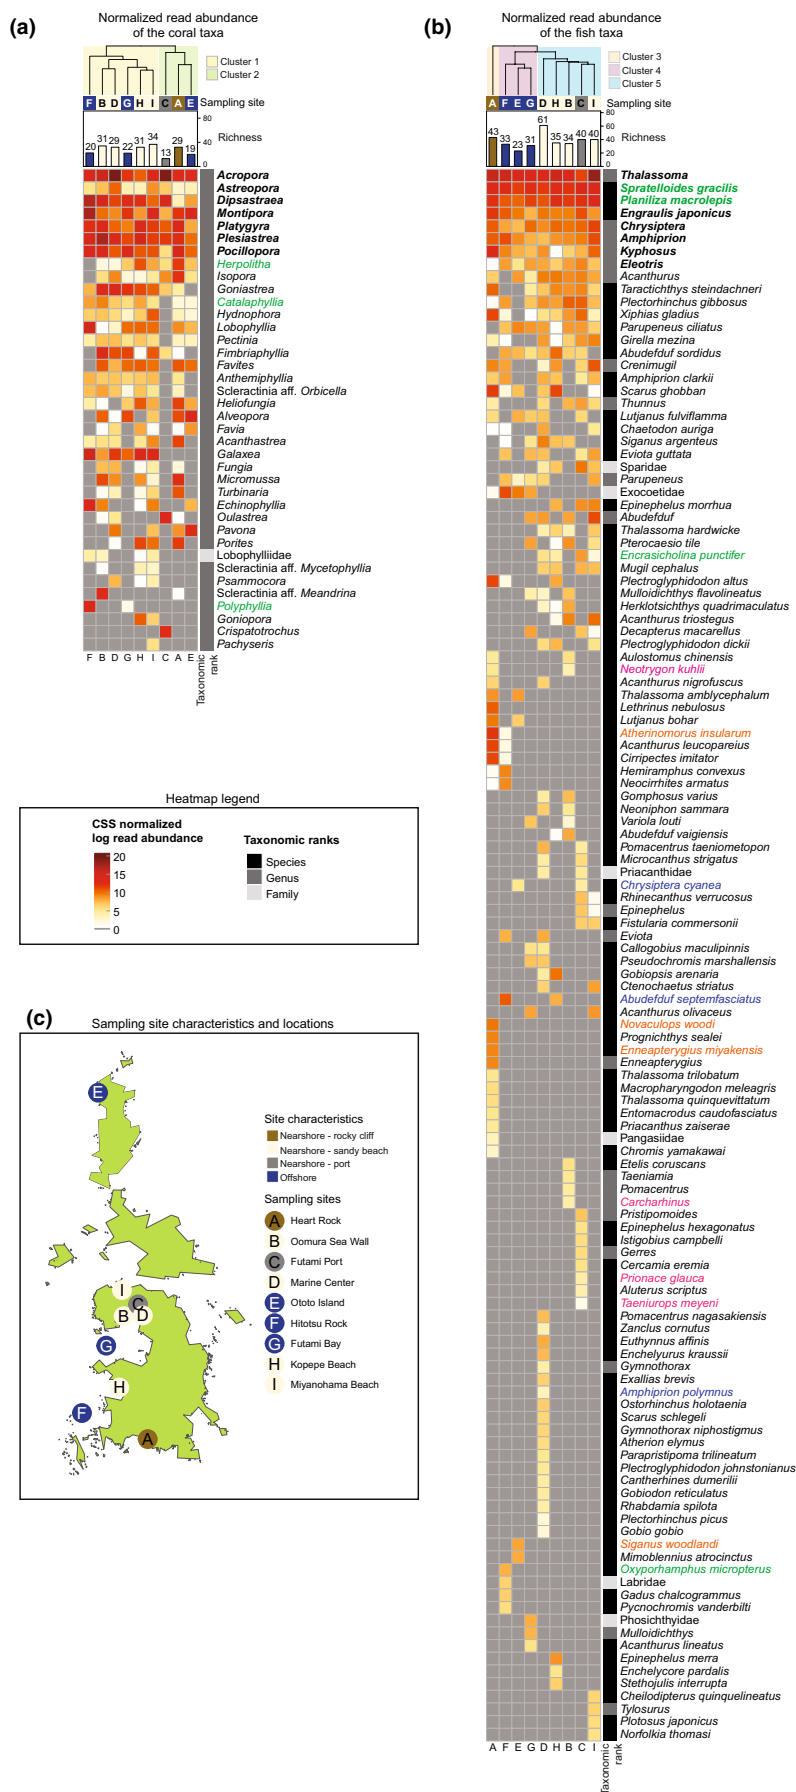 (a)
Normalized read abundance
of the coral taxa
Cluster 1
Cluster 2
F B D G H I C A E
Sampling site
80
40
0
Richness
20 31 29 22 31 34 13 29 19
Acropora
Astreopora
Dipsastraea
Montipora
Platygyra
Plesiastrea
Pocillopora
Herpolitha
Isopora
Goniastrea
Catalaphyllia
Hydnophora
Lobophyllia
Pectinia
Fimbriaphyllia
Favites
Anthemiphyllia
Scleractinia aff. Orbicella
Heliofungia
Alveopora
Favia
Acanthastrea
Galaxea
Fungia
Micromussa
Turbinaria
Echinophyllia
Oulastrea
Pavona
Porites
Lobophylliidae
Scleractinia aff. Mycetophyllia
Psammocora
Scleractinia aff. Meandrina
Polyphyllia
Goniopora
Crispatotrochus
Pachyseris
F B D G H I C A E
Taxonomic
rank
Heatmap legend
CSS normalized
log read abundance
20
15
10
5
0
Taxonomic ranks
Species
Genus
Family
(c)
Sampling site characteristics and locations
E
I
C
B D
G
H
F
A
Site characteristics
Nearshore - rocky cliff
Nearshore - sandy beach
Nearshore - port
Offshore
Sampling sites
A Heart Rock
B Oomura Sea Wall
C Futami Port
D Marine Center
E Ototo Island
F Hitotsu Rock
G Futami Bay
H Kopepe Beach
I Miyanohama Beach
(b)
Normalized read abundance
of the fish taxa
Cluster 3
Cluster 4
Cluster 5
A F E G D H B C I
Sampling site
80
60
40
20
0
Richness
43 33 23 31 61 35 34 40 40
Thalassoma
Spratelloides gracilis
Planiliza macrolepis
Engraulis japonicus
Chrysiptera
Amphiprion
Kyphosus
Eleotris
Acanthurus
Taractichthys steindachneri
Plectorhinchus gibbosus
Xiphias gladius
Parupeneus ciliatus
Girella mezina
Abudefduf sordidus
Crenimugil
Amphiprion clarkii
Scarus ghobban
Thunnus
Lutjanus fulviflamma
Chaetodon auriga
Siganus argenteus
Eviota guttata
Sparidae
Parupeneus
Exocoetidae
Epinephelus morrhua
Abudefduf
Thalassoma hardwicke
Pterocaesio tile
Encrasicholina punctifer
Mugil cephalus
Plectroglyphidodon altus
Mulloidichthys flavolineatus
Herklotsichthys quadrimaculatus
Acanthurus triostegus
Decapterus macarellus
Plectroglyphidodon dickii
Aulostomus chinensis
Neotrygon kuhlii
Acanthurus nigrofuscus
Thalassoma amblycephalum
Lethrinus nebulosus
Lutjanus bohar
Atherinomorus insularum
Acanthurus leucopareius
Cirripectes imitator
Hemiramphus convexus
Neocirrhites armatus
Gomphosus varius
Neoniphon sammara
Variola louti
Abudefduf vaigiensis
Pomacentrus taeniometopon
Microcanthus strigatus
Priacanthidae
Chrysiptera cyanea
Rhinecanthus verrucosus
Epinephelus
Fistularia commersonii
Eviota
Callogobius maculipinnis
Pseudochromis marshallensis
Gobiopsis arenaria
Ctenochaetus striatus
Abudefduf septemfasciatus
Acanthurus olivaceus
Novaculops woodi
Prognichthys sealei
Enneapterygius miyakensis
Enneapterygius
Thalassoma trilobatum
Macropharyngodon meleagris
Thalassoma quinquevittatum
Entomacrodus caudofasciatus
Priacanthus zaiserae
Pangasiidae
Chromis yamakawai
Etelis coruscans
Taeniamia
Pomacentrus
Carcharhinus
Pristipomoides
Epinephelus hexagonatus
Istigobius campbelli
Gerres
Cercamia eremia
Prionace glauca
Aluterus scriptus
Taeniurops meyeni
Pomacentrus nagasakiensis
Zanclus cornutus
Euthynnus affinis
Enchelyurus kraussii
Gymnothorax
Exallias brevis
Amphiprion polymnus
Ostorhinchus holotaenia
Scarus schlegeli
Gymnothorax niphostigmus
Atherion elymus
Parapristipoma trilineatum
Plectroglyphidodon johnstonianus
Cantherhines dumerilii
Gobiodon reticulatus
Rhabdamia spilota
Plectorhinchus picus
Gobio gobio
Siganus woodlandi
Mimoblennius atrocinctus
Oxyporhamphus micropterus
Labridae
Gadus chalcogrammus
Pycnochromis vanderbilti
Phosichthyidae
Mulloidichthys
Acanthurus lineatus
Epinephelus merra
Enchelycore pardalis
Stethojulis interrupta
Cheilodipterus quinquelineatus
Tylosurus
Plotosus japonicus
Norfolkia thomasi
A F E G D H B C I
Taxonomic
rank